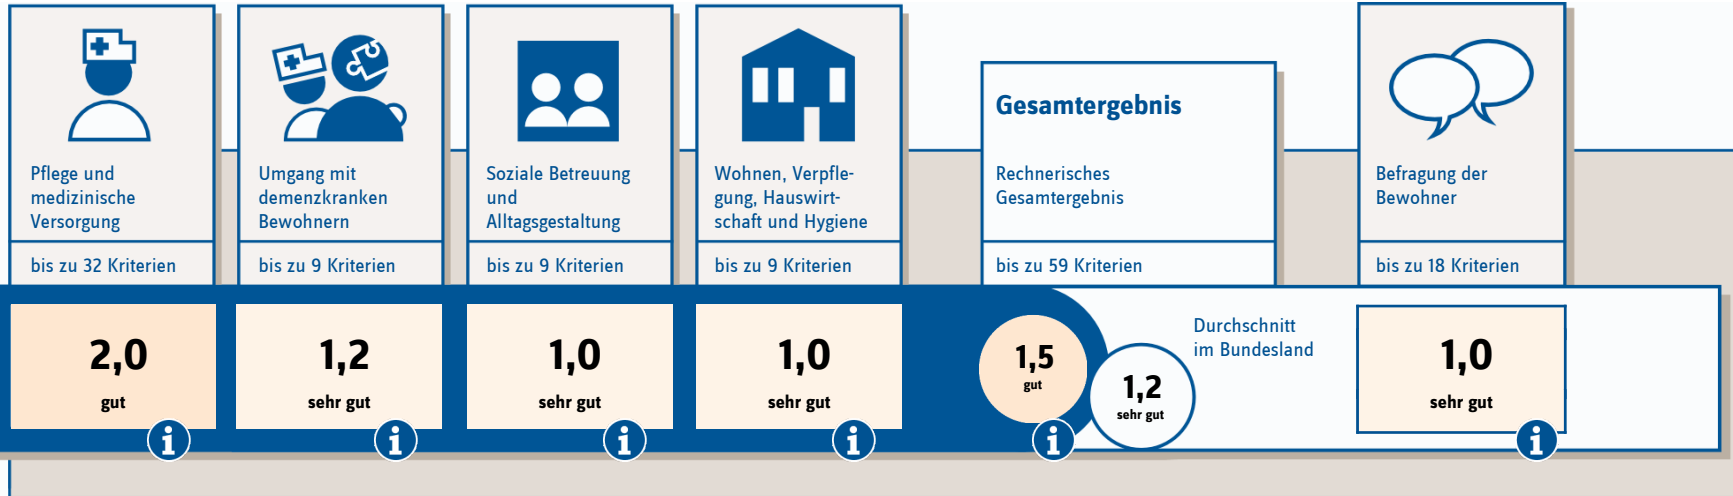 Pflege und
medizinische
Versorgung
bis zu 32 Kriterien
2,0
gut
Umgang mit
demenzkranken
Bewohnern
bis zu 9 Kriterien
1,2
sehr gut
Soziale Betreuung
und
Alltagsgestaltung
bis zu 9 Kriterien
1,0
sehr gut
Wohnen, Verpfle-
gung, Hauswirt-
schaft und Hygiene
bis zu 9 Kriterien
1,0
sehr gut
Gesamtergebnis
Rechnerisches
Gesamtergebnis
bis zu 59 Kriterien
1,5
gut
Durchschnitt
im Bundesland
1,2
sehr gut
Befragung der
Bewohner
bis zu 18 Kriterien
1,0
sehr gut
i
i
i
i
i
i